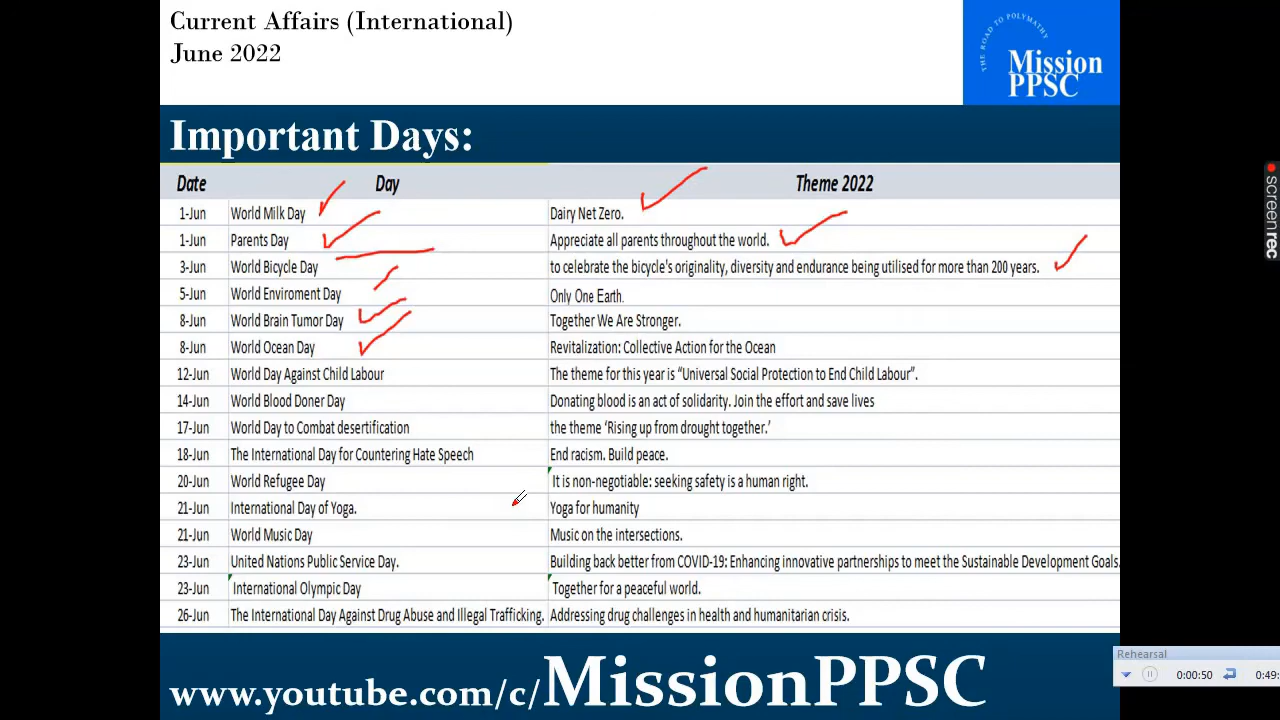 Current Affairs (International)
June 2022
THE ROAD TO POLYMATHY
Mission
PPSC
Important Days:
Date Day Theme 2022
1-Jun World Milk Day Dairy Net Zero.
1-Jun Parents Day Appreciate all parents throughout the world.
3-Jun World Bicycle Day to celebrate the bicycle's originality, diversity and endurance being utilised for more than 200 years.
5-Jun World Enviroment Day Only One Earth.
8-Jun World Brain Tumor Day Together We Are Stronger.
8-Jun World Ocean Day Revitalization: Collective Action for the Ocean
12-Jun World Day Against Child Labour The theme for this year is “Universal Social Protection to End Child Labour”.
14-Jun World Blood Doner Day Donating blood is an act of solidarity. Join the effort and save lives
17-Jun World Day to Combat desertification the theme ‘Rising up from drought together.’
18-Jun The International Day for Countering Hate Speech End racism. Build peace.
20-Jun World Refugee Day It is non-negotiable: seeking safety is a human right.
21-Jun International Day of Yoga. Yoga for humanity
21-Jun World Music Day Music on the intersections.
23-Jun United Nations Public Service Day. Building back better from COVID-19: Enhancing innovative partnerships to meet the Sustainable Development Goals.
23-Jun International Olympic Day Together for a peaceful world.
26-Jun The International Day Against Drug Abuse and Illegal Trafficking. Addressing drug challenges in health and humanitarian crisis.
www.youtube.com/c/MissionPPSC
screenrec
Rehearsal
0:00:50 0:49: